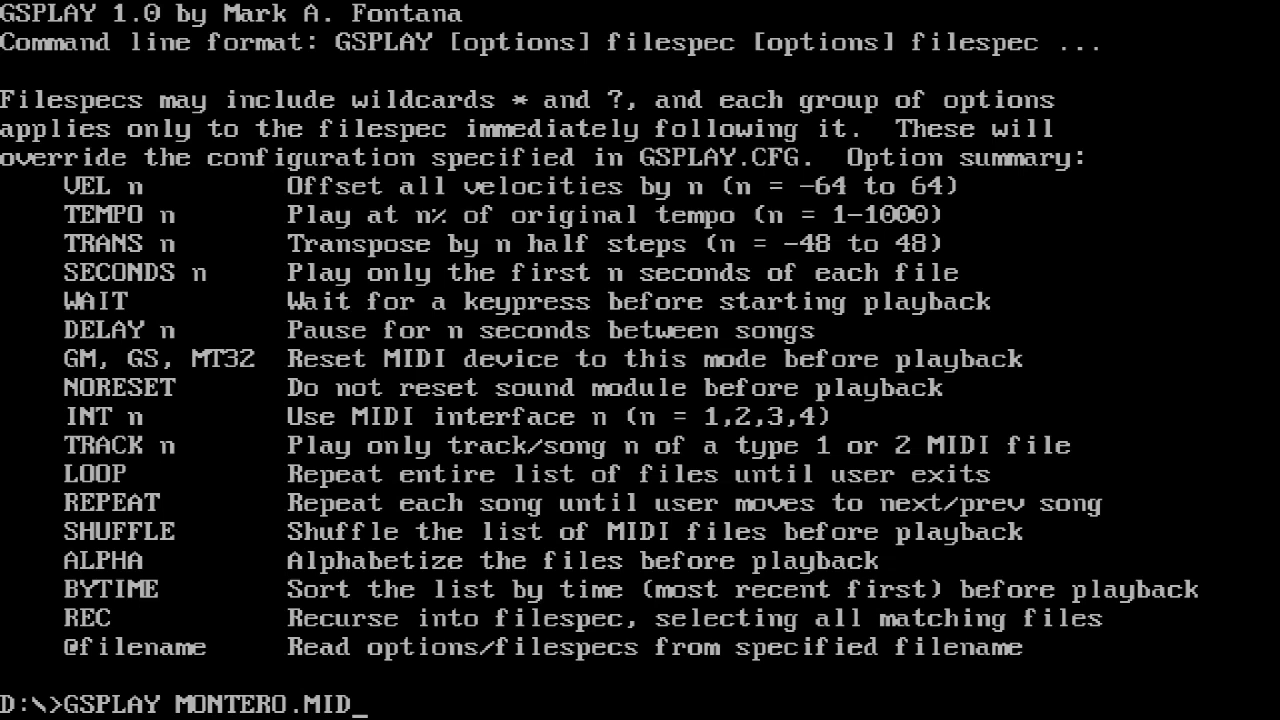 GSPLAY 1.0 by Mark A. Fontana
Command line format: GSPLAY [options] filespec [options] filespec ...
Filespecs may include wildcards * and ?, and each group of options
applies only to the filespec immediately following it.  These will
override the configuration specified in GSPLAY.CFG.  Option summary:
VEL n Offset all velocities by n (n = -64 to 64)
TEMPO n Play at n% of original tempo (n = 1-1000)
TRANS n Transpose by n half steps (n = -48 to 48)
SECONDS n Play only the first n seconds of each file
WAIT Wait for a keypress before starting playback
DELAY n Pause for n seconds between songs
GM, GS, MT32 Reset MIDI device to this mode before playback
NORESET Do not reset sound module before playback
INT n Use MIDI interface n (n = 1,2,3,4)
TRACK n Play only track/song n of a type 1 or 2 MIDI file
LOOP Repeat entire list of files until user exits
REPEAT Repeat each song until user moves to next/prev song
SHUFFLE Shuffle the list of MIDI files before playback
ALPHA Alphabetize the files before playback
BYTIME Sort the list by time (most recent first) before playback
REC Recurse into filespec, selecting all matching files
@filename Read options/filespecs from specified filename
D:\>GSPLAY MONTERO.MID_